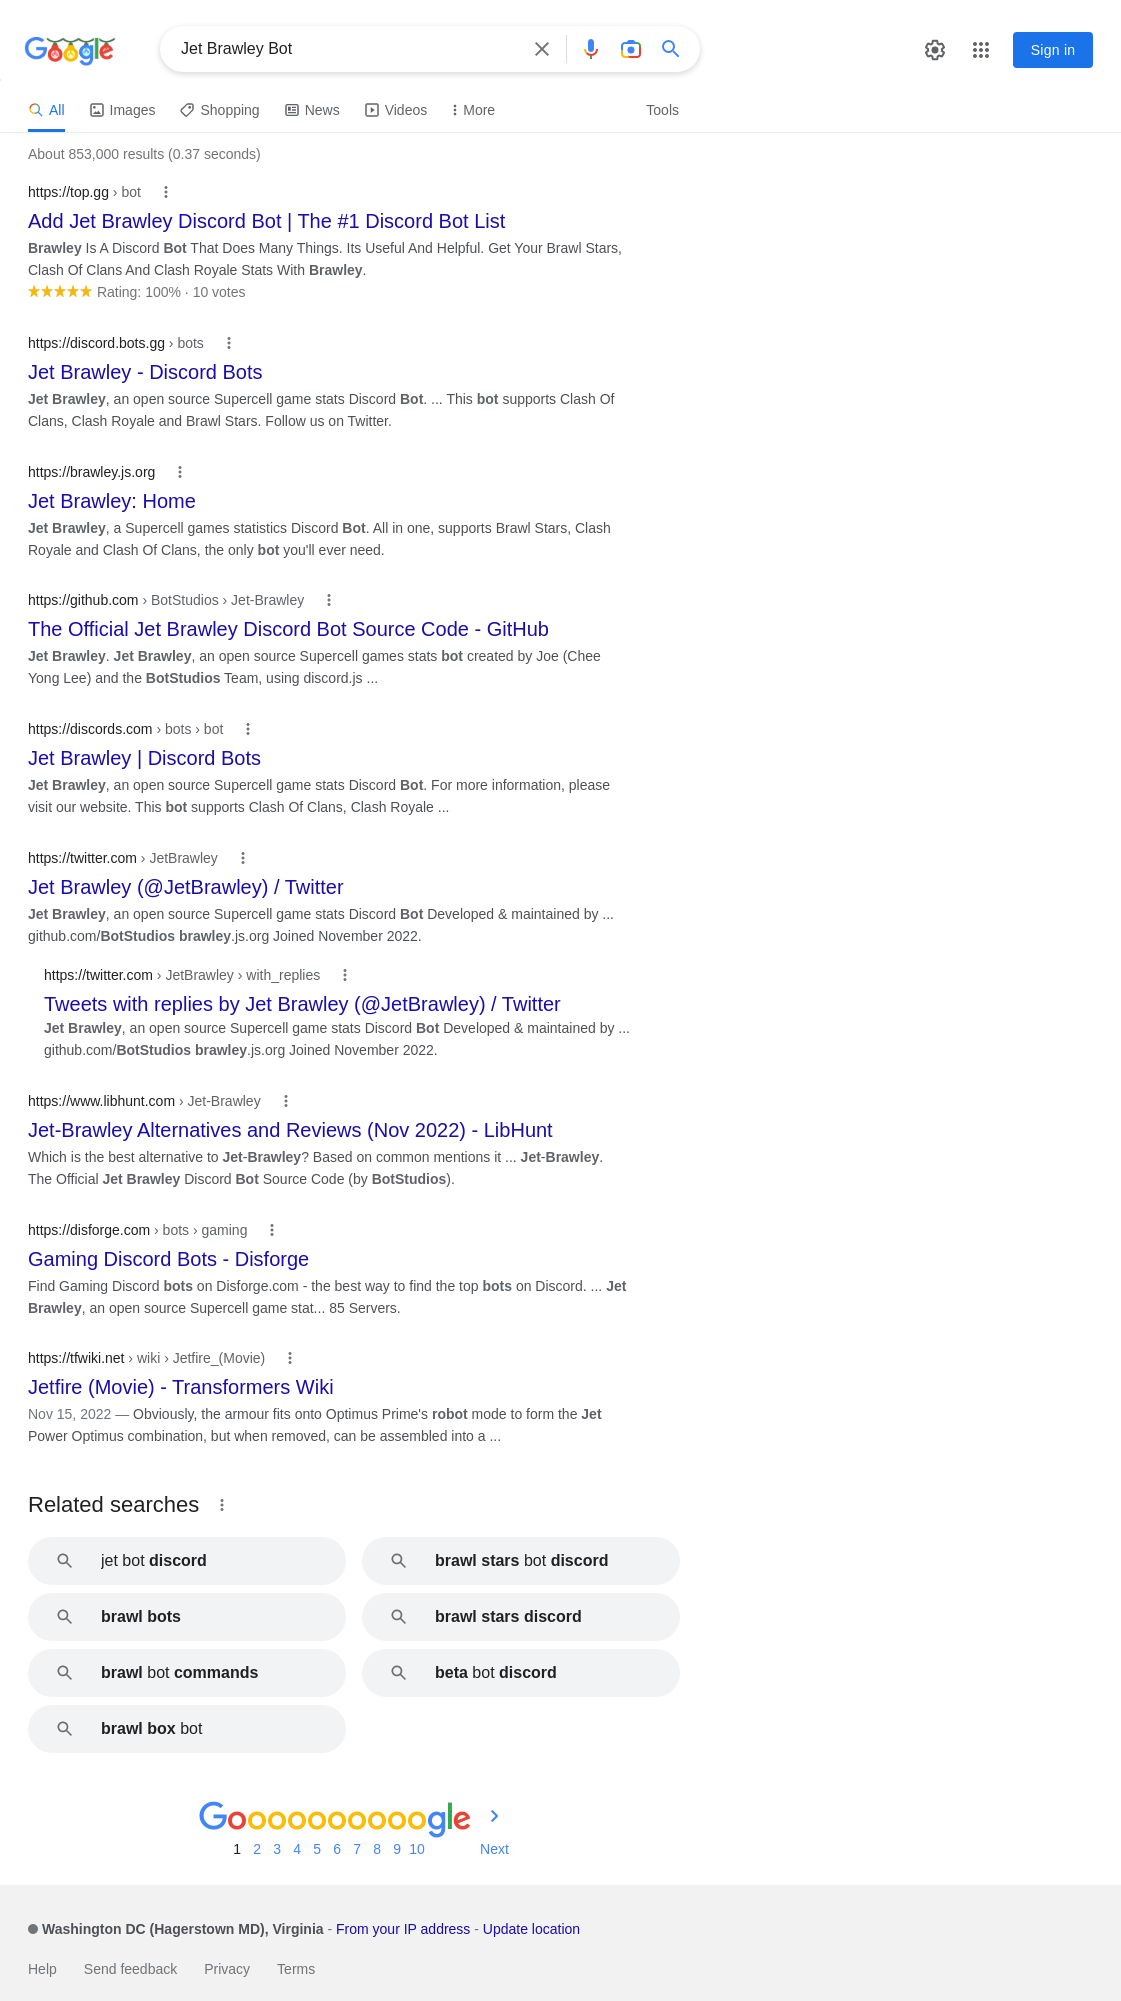 Google
Jet Brawley Bot
Sign in
All Images Shopping News Videos More Tools
About 853,000 results (0.37 seconds)
https://top.gg › bot
Add Jet Brawley Discord Bot | The #1 Discord Bot List
Brawley Is A Discord Bot That Does Many Things. Its Useful And Helpful. Get Your Brawl Stars,
Clash Of Clans And Clash Royale Stats With Brawley.
Rating: 100% · 10 votes
https://discord.bots.gg › bots
Jet Brawley - Discord Bots
Jet Brawley, an open source Supercell game stats Discord Bot. ... This bot supports Clash Of
Clans, Clash Royale and Brawl Stars. Follow us on Twitter.
https://brawley.js.org
Jet Brawley: Home
Jet Brawley, a Supercell games statistics Discord Bot. All in one, supports Brawl Stars, Clash
Royale and Clash Of Clans, the only bot you'll ever need.
https://github.com › BotStudios › Jet-Brawley
The Official Jet Brawley Discord Bot Source Code - GitHub
Jet Brawley. Jet Brawley, an open source Supercell games stats bot created by Joe (Chee
Yong Lee) and the BotStudios Team, using discord.js ...
https://discords.com › bots › bot
Jet Brawley | Discord Bots
Jet Brawley, an open source Supercell game stats Discord Bot. For more information, please
visit our website. This bot supports Clash Of Clans, Clash Royale ...
https://twitter.com › JetBrawley
Jet Brawley (@JetBrawley) / Twitter
Jet Brawley, an open source Supercell game stats Discord Bot Developed & maintained by ...
github.com/BotStudios brawley.js.org Joined November 2022.
https://twitter.com › JetBrawley › with_replies
Tweets with replies by Jet Brawley (@JetBrawley) / Twitter
Jet Brawley, an open source Supercell game stats Discord Bot Developed & maintained by ...
github.com/BotStudios brawley.js.org Joined November 2022.
https://www.libhunt.com › Jet-Brawley
Jet-Brawley Alternatives and Reviews (Nov 2022) - LibHunt
Which is the best alternative to Jet-Brawley? Based on common mentions it ... Jet-Brawley.
The Official Jet Brawley Discord Bot Source Code (by BotStudios).
https://disforge.com › bots › gaming
Gaming Discord Bots - Disforge
Find Gaming Discord bots on Disforge.com - the best way to find the top bots on Discord. ... Jet
Brawley, an open source Supercell game stat... 85 Servers.
https://tfwiki.net › wiki › Jetfire_(Movie)
Jetfire (Movie) - Transformers Wiki
Nov 15, 2022 — Obviously, the armour fits onto Optimus Prime's robot mode to form the Jet
Power Optimus combination, but when removed, can be assembled into a ...
Related searches
jet bot discord
brawl stars bot discord
brawl bots
brawl stars discord
brawl bot commands
beta bot discord
brawl box bot
Goooooooooogle
1 2 3 4 5 6 7 8 9 10 Next
Washington DC (Hagerstown MD), Virginia - From your IP address - Update location
Help Send feedback Privacy Terms